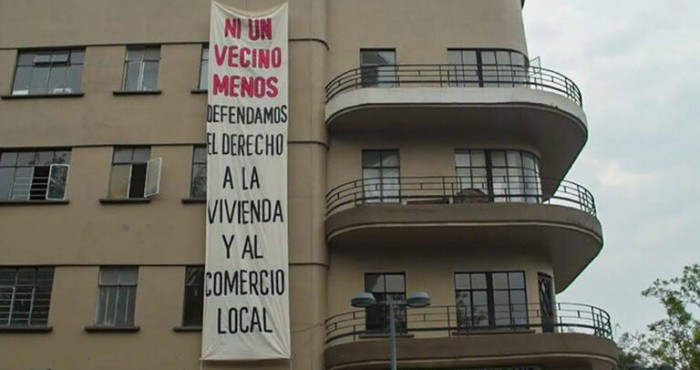 NI UN
VECINO
MENOS
DEFENDAMOS
EL DERECHO
A LA
VIVIENDA
Y AL
COMERCIO
LOCAL